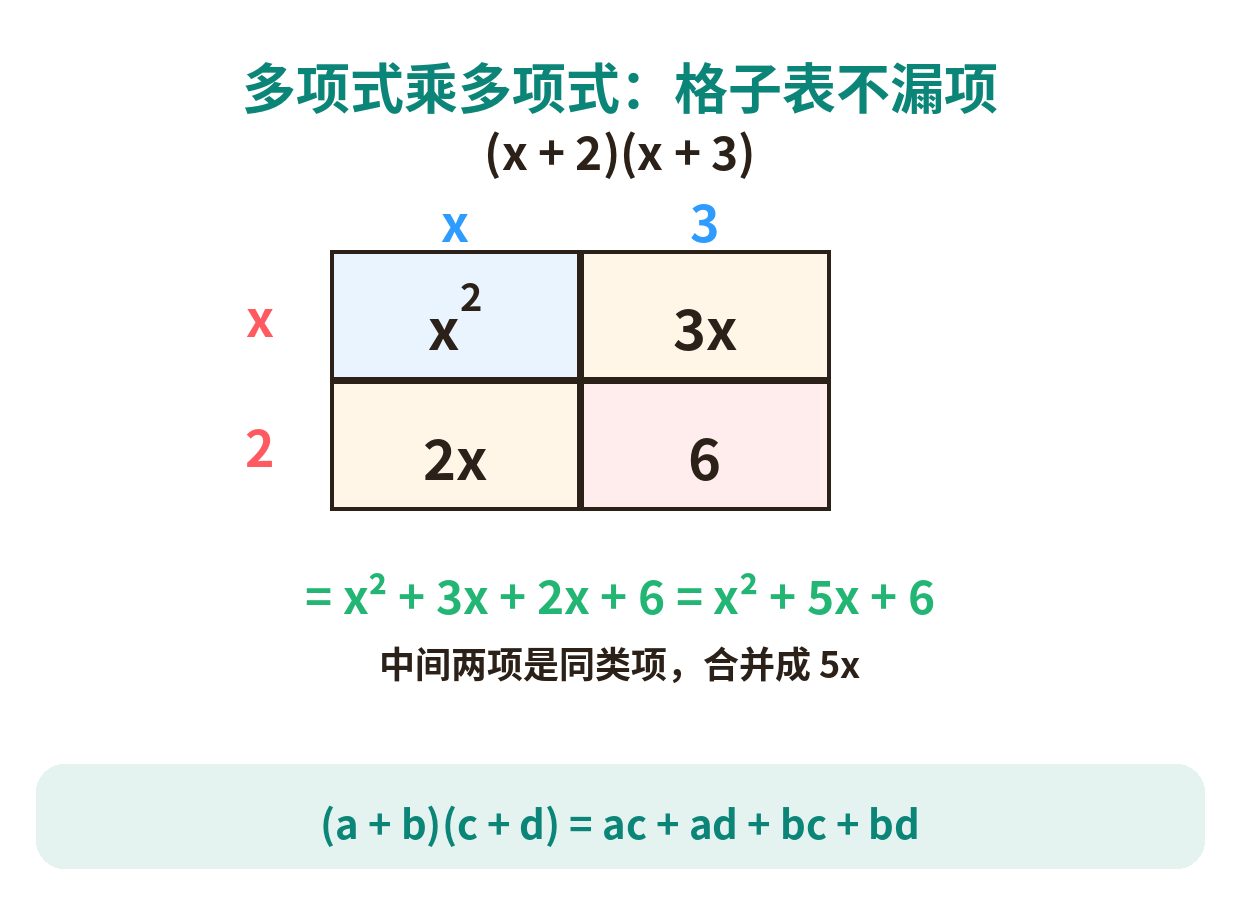 多项式乘多项式：格子表不漏项
(x + 2)(x + 3)
x 3
x x² 3x
2 2x 6
= x² + 3x + 2x + 6 = x² + 5x + 6
中间两项是同类项，合并成 5x
(a + b)(c + d) = ac + ad + bc + bd